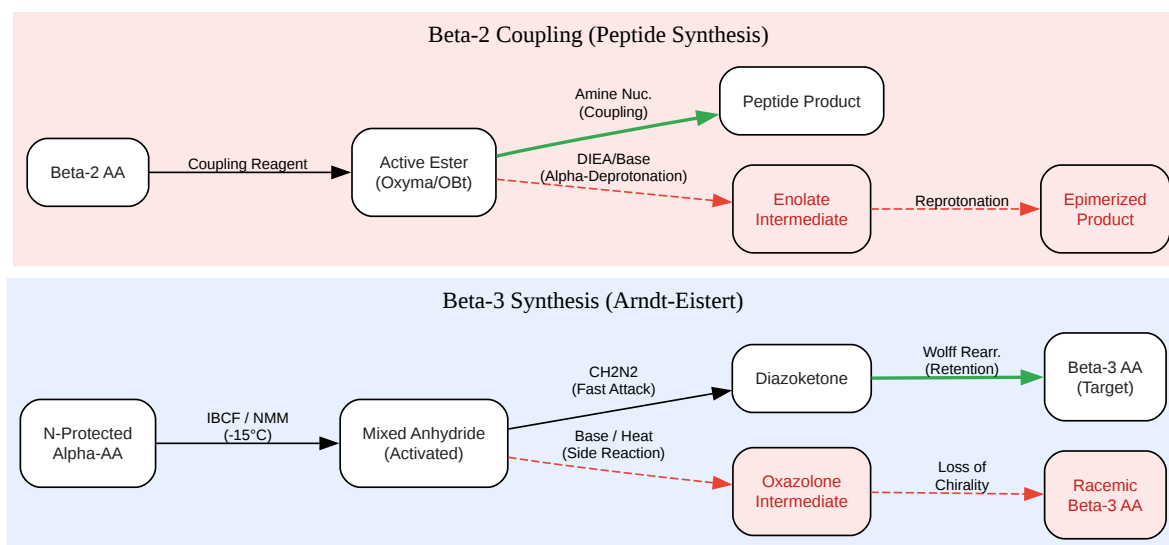 Beta-2 Coupling (Peptide Synthesis)
Beta-2 AA
Coupling Reagent
Active Ester
(Oxyma/OBt)
Amine Nuc.
(Coupling)
Peptide Product
DIEA/Base
(Alpha-Deprotonation)
Enolate
Intermediate
Reprotonation
Epimerized
Product
Beta-3 Synthesis (Arndt-Eistert)
N-Protected
Alpha-AA
IBCF / NMM
(-15°C)
Mixed Anhydride
(Activated)
CH2N2
(Fast Attack)
Diazoketone
Wolff Rearr.
(Retention)
Beta-3 AA
(Target)
Base / Heat
(Side Reaction)
Oxazolone
Intermediate
Loss of
Chirality
Racemic
Beta-3 AA